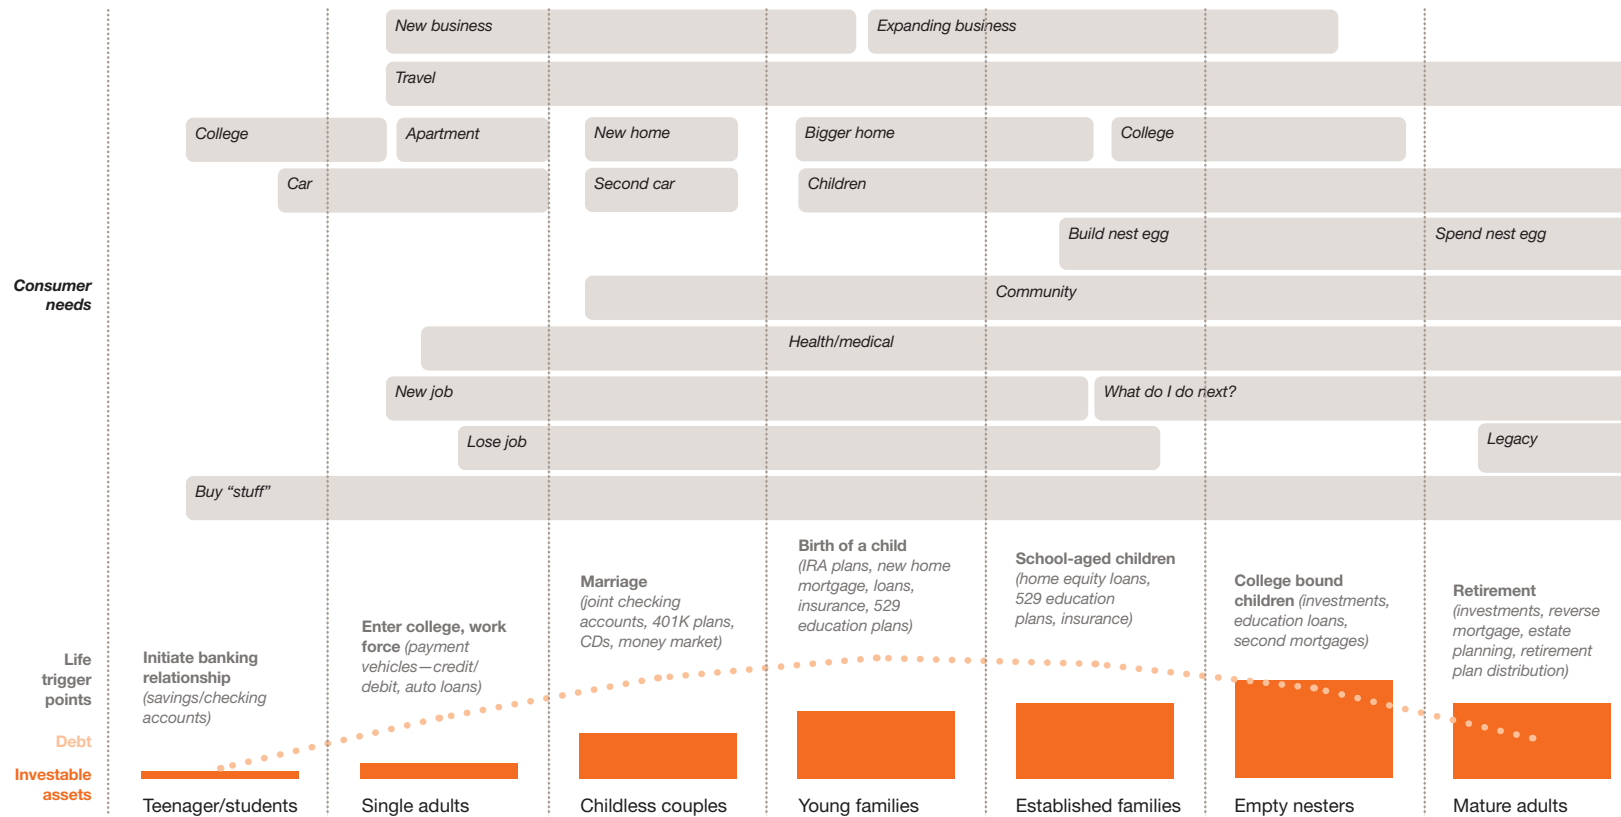 New business
Expanding business
Travel
College
Apartment
New home
Bigger home
College
Car
Second car
Children
Build nest egg
Spend nest egg
Consumer
needs
Community
Health/medical
New job
What do I do next?
Lose job
Legacy
Buy “stuff”
Life
trigger
points
Initiate banking
relationship
(savings/checking
accounts)
Enter college, work
force (payment
vehicles—credit/
debit, auto loans)
Marriage
(joint checking
accounts, 401K plans,
CDs, money market)
Birth of a child
(IRA plans, new home
mortgage, loans,
insurance, 529
education plans)
School-aged children
(home equity loans,
529 education
plans, insurance)
College bound
children (investments,
education loans,
second mortgages)
Retirement
(investments, reverse
mortgage, estate
planning, retirement
plan distribution)
Debt
Investable
assets
Teenager/students
Single adults
Childless couples
Young families
Established families
Empty nesters
Mature adults